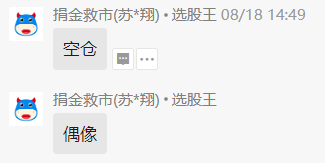 捐金救市(苏*翔) • 选股王 08/18 14:49
空仓
捐金救市(苏*翔) • 选股王
偶像